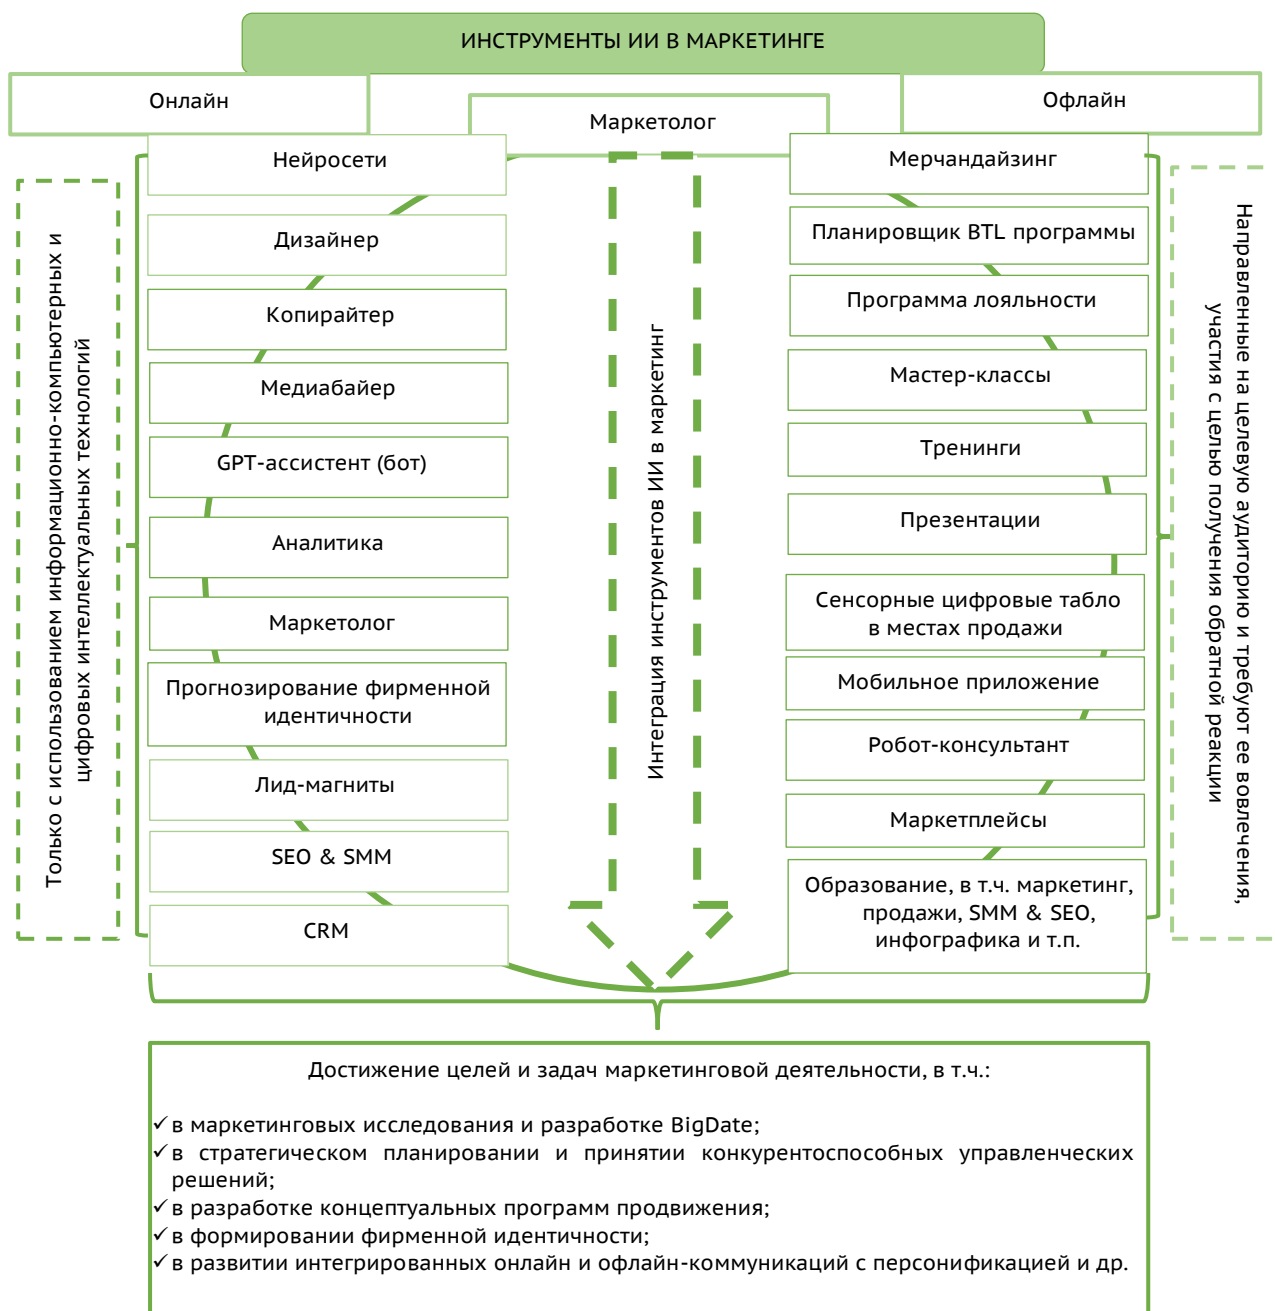 ИНСТРУМЕНТЫ ИИ В МАРКЕТИНГЕ
Онлайн
Маркетолог
Офлайн
Только с использованием информационно-компьютерных и
цифровых интеллектуальных технологий
Нейросети
Дизайнер
Копирайтер
Медиабайер
GPT-ассистент (бот)
Аналитика
Маркетолог
Прогнозирование фирменной
идентичности
Лид-магниты
SEO & SMM
CRM
Интеграция инструментов ИИ в маркетинг
Мерчандайзинг
Планировщик BTL программы
Программа лояльности
Мастер-классы
Тренинги
Презентации
Сенсорные цифровые табло
в местах продажи
Мобильное приложение
Робот-консультант
Маркетплейсы
Образование, в т.ч. маркетинг,
продажи, SMM & SEO,
инфографика и т.п.
Направленные на целевую аудиторию и требуют ее вовлечения,
участия с целью получения обратной реакции
Достижение целей и задач маркетинговой деятельности, в т.ч.:
✓ в маркетинговых исследования и разработке BigDate;
✓ в стратегическом планировании и принятии конкурентоспособных управленческих
решений;
✓ в разработке концептуальных программ продвижения;
✓ в формировании фирменной идентичности;
✓ в развитии интегрированных онлайн и офлайн-коммуникаций с персонификацией и др.